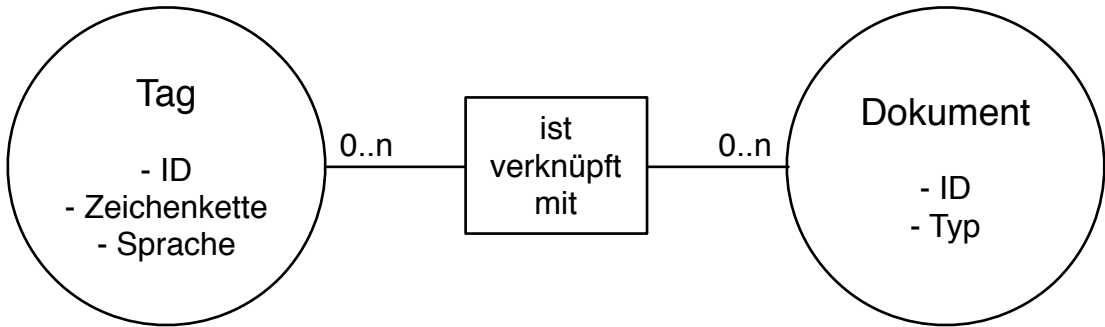 Tag
- ID
- Zeichenkette
- Sprache
0..n
ist
verknüpft
mit
0..n
Dokument
- ID
- Typ